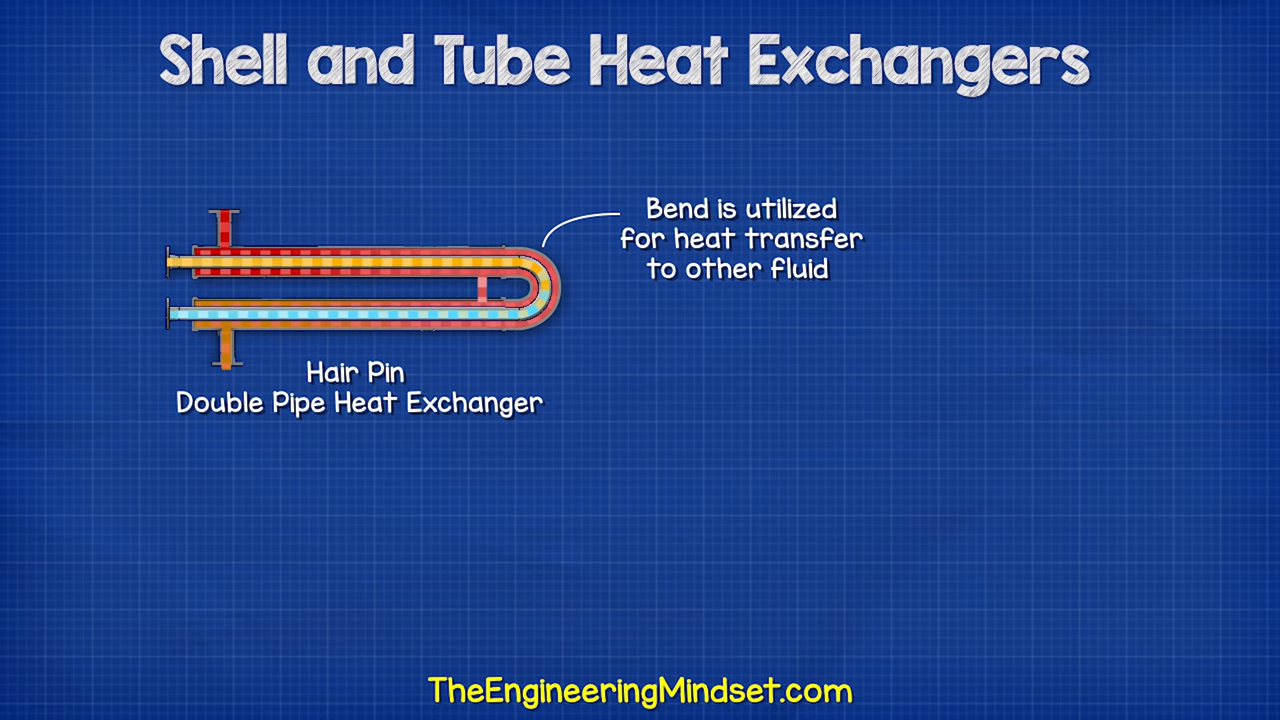 Shell and Tube Heat Exchangers
Bend is utilized
for heat transfer
to other fluid
Hair Pin
Double Pipe Heat Exchanger
TheEngineeringMindset.com